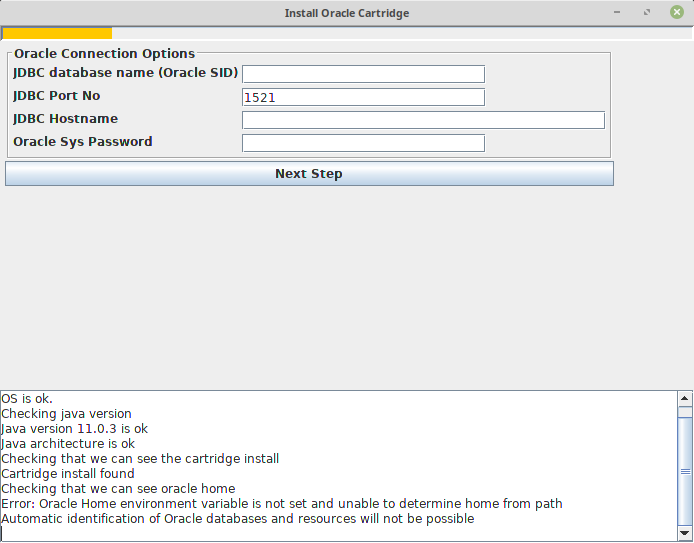 Install Oracle Cartridge
Oracle Connection Options
JDBC database name (Oracle SID)
JDBC Port No
1521
JDBC Hostname
Oracle Sys Password
Next Step
OS is ok.
Checking java version
Java version 11.0.3 is ok
Java architecture is ok
Checking that we can see the cartridge install
Cartridge install found
Checking that we can see oracle home
Error: Oracle Home environment variable is not set and unable to determine home from path
Automatic identification of Oracle databases and resources will not be possible